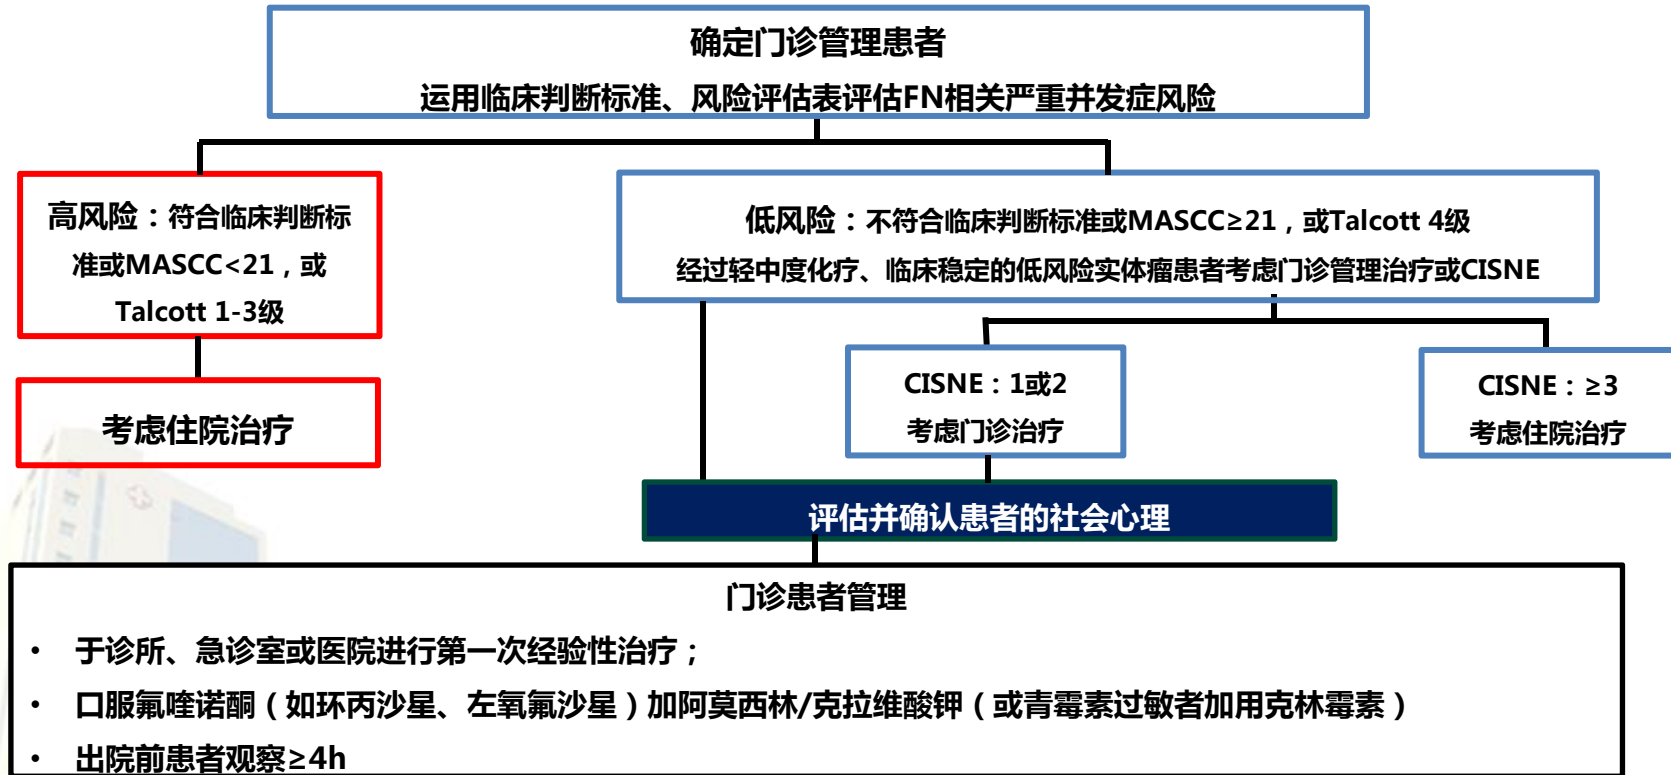 确定门诊管理患者
运用临床判断标准、风险评估表评估FN相关严重并发症风险
高风险：符合临床判断标
准或MASCC<21，或
Talcott 1-3级
低风险：不符合临床判断标准或MASCC≥21，或Talcott 4级
经过轻中度化疗、临床稳定的低风险实体瘤患者考虑门诊管理治疗或CISNE
考虑住院治疗
CISNE：1或2
考虑门诊治疗
CISNE：≥3
考虑住院治疗
评估并确认患者的社会心理
门诊患者管理
• 于诊所、急诊室或医院进行第一次经验性治疗；
• 口服氟喹诺酮（如环丙沙星、左氧氟沙星）加阿莫西林/克拉维酸钾（或青霉素过敏者加用克林霉素）
• 出院前患者观察≥4h